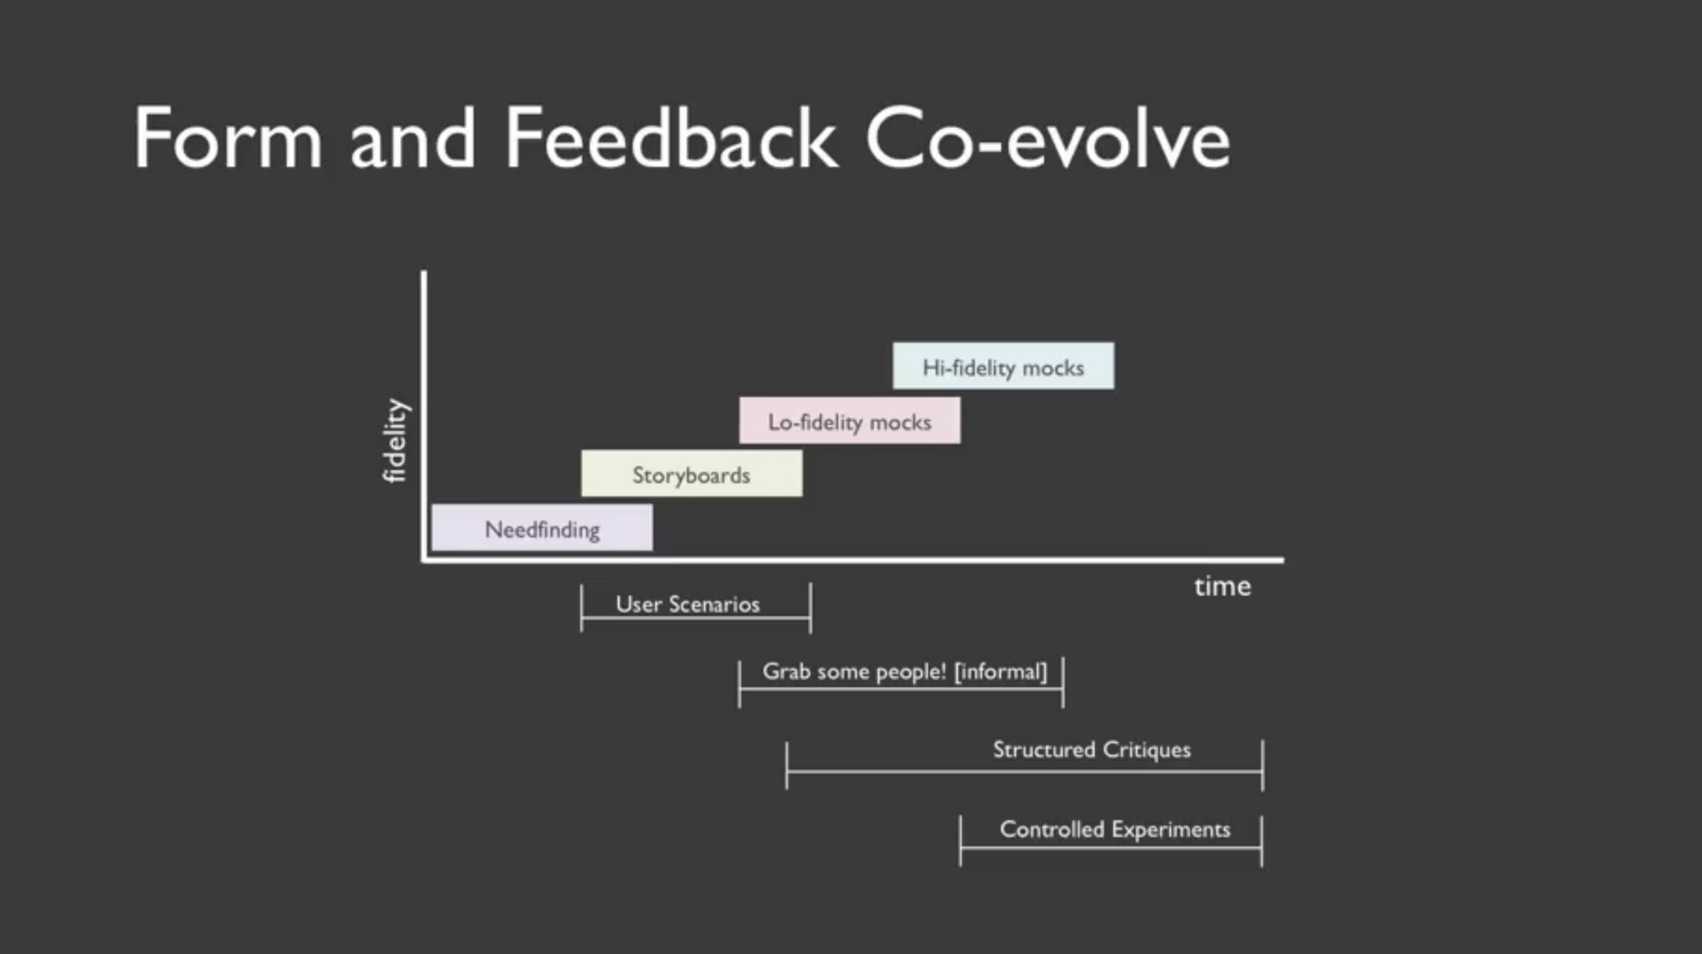 Form and Feedback Co-evolve
fidelity
Hi-fidelity mocks
Lo-fidelity mocks
Storyboards
Needfinding
time
User Scenarios
Grab some people! [informal]
Structured Critiques
Controlled Experiments